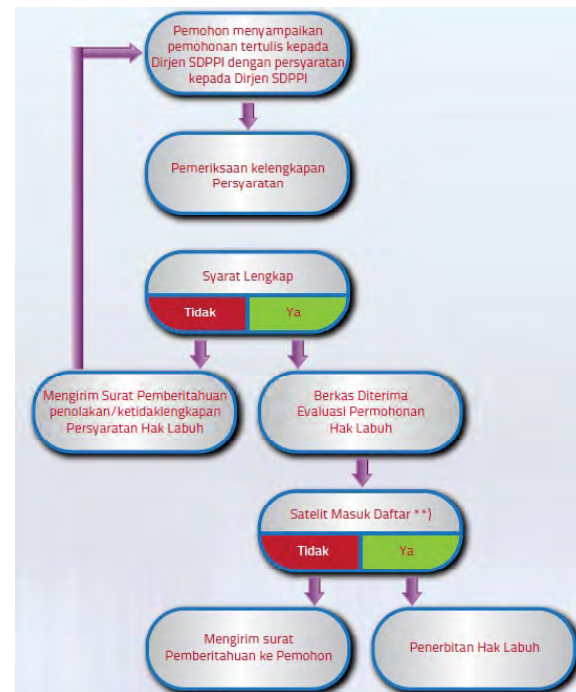 Pemohon menyampaikan
pemohonan tertulis kepada
Dirjen SDPPI dengan persyaratan
kepada Dirjen SDPPI
Pemeriksaan kelengkapan
Persyaratan
Syarat Lengkap
Tidak
Ya
Mengirim Surat Pemberitahuan
penolakan/ketidaklengkapan
Persyaratan Hak Labuh
Berkas Diterima
Evaluasi Permohonan
Hak Labuh
Satelit Masuk Daftar **)
Tidak
Ya
Mengirim surat
Pemberitahuan ke Pemohon
Penerbitan Hak Labuh